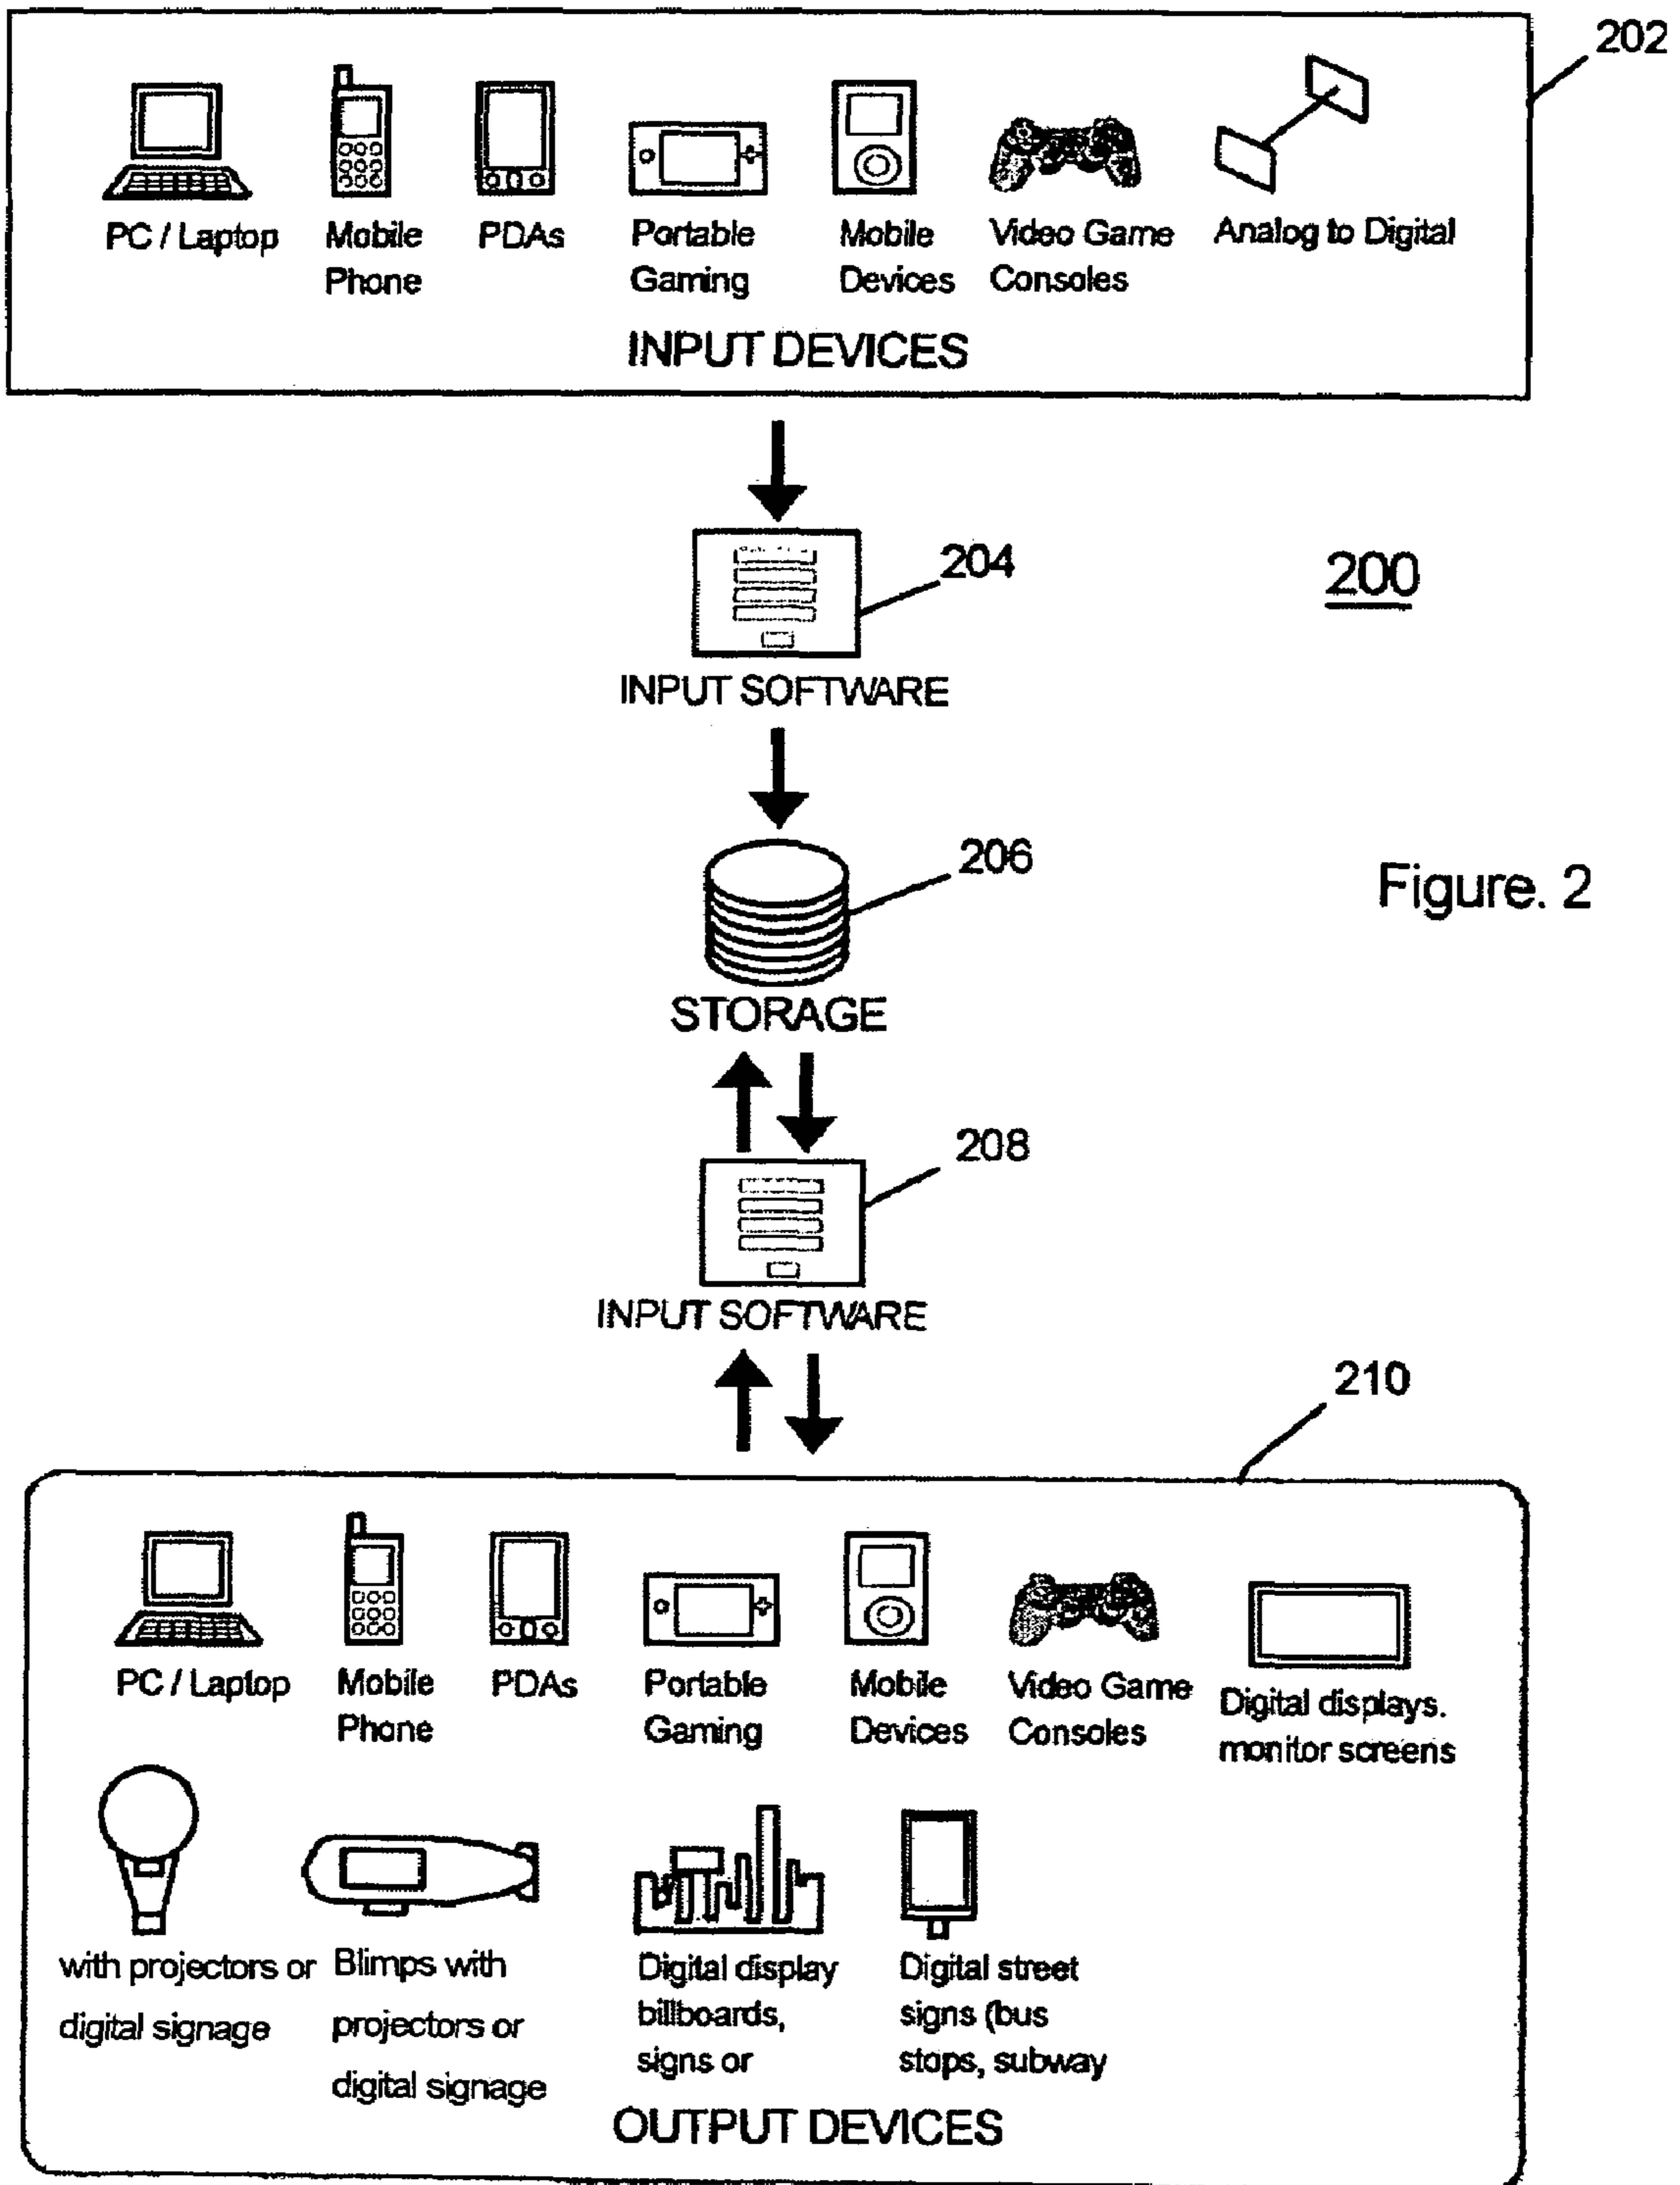 202
PC / Laptop
Mobile
Phone
PDAs
Portable
Gaming
Mobile
Devices
Video Game
Consoles
Analog to Digital
INPUT DEVICES
204
200
INPUT SOFTWARE
206
Figure. 2
STORAGE
208
INPUT SOFTWARE
210
PC / Laptop
Mobile
Phone
PDAs
Portable
Gaming
Mobile
Devices
Video Game
Consoles
Digital displays.
monitor screens
with projectors or
digital signage
Blimps with
projectors or
digital signage
Digital display
billboards,
signs or
Digital street
signs (bus
stops, subway
OUTPUT DEVICES